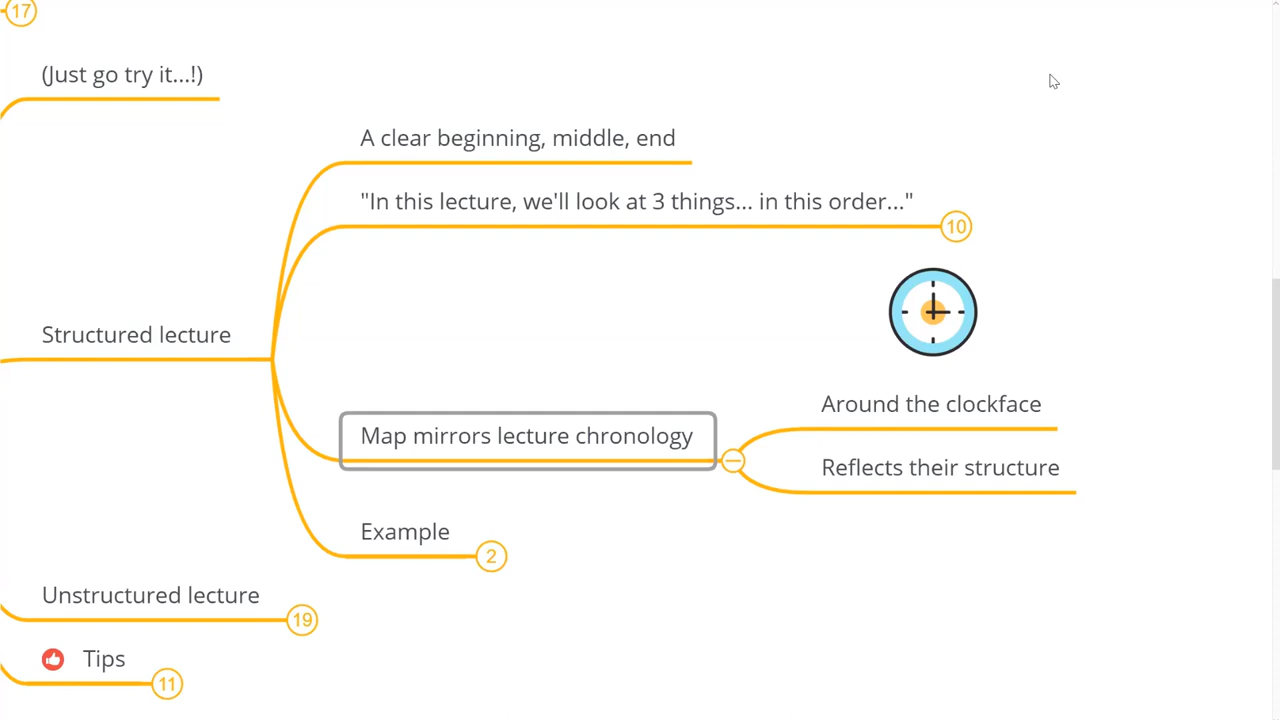 17
(Just go try it...!)
A clear beginning, middle, end
"In this lecture, we'll look at 3 things... in this order..."
10
Structured lecture
Around the clockface
Map mirrors lecture chronology
Reflects their structure
Example
2
Unstructured lecture
19
Tips
11